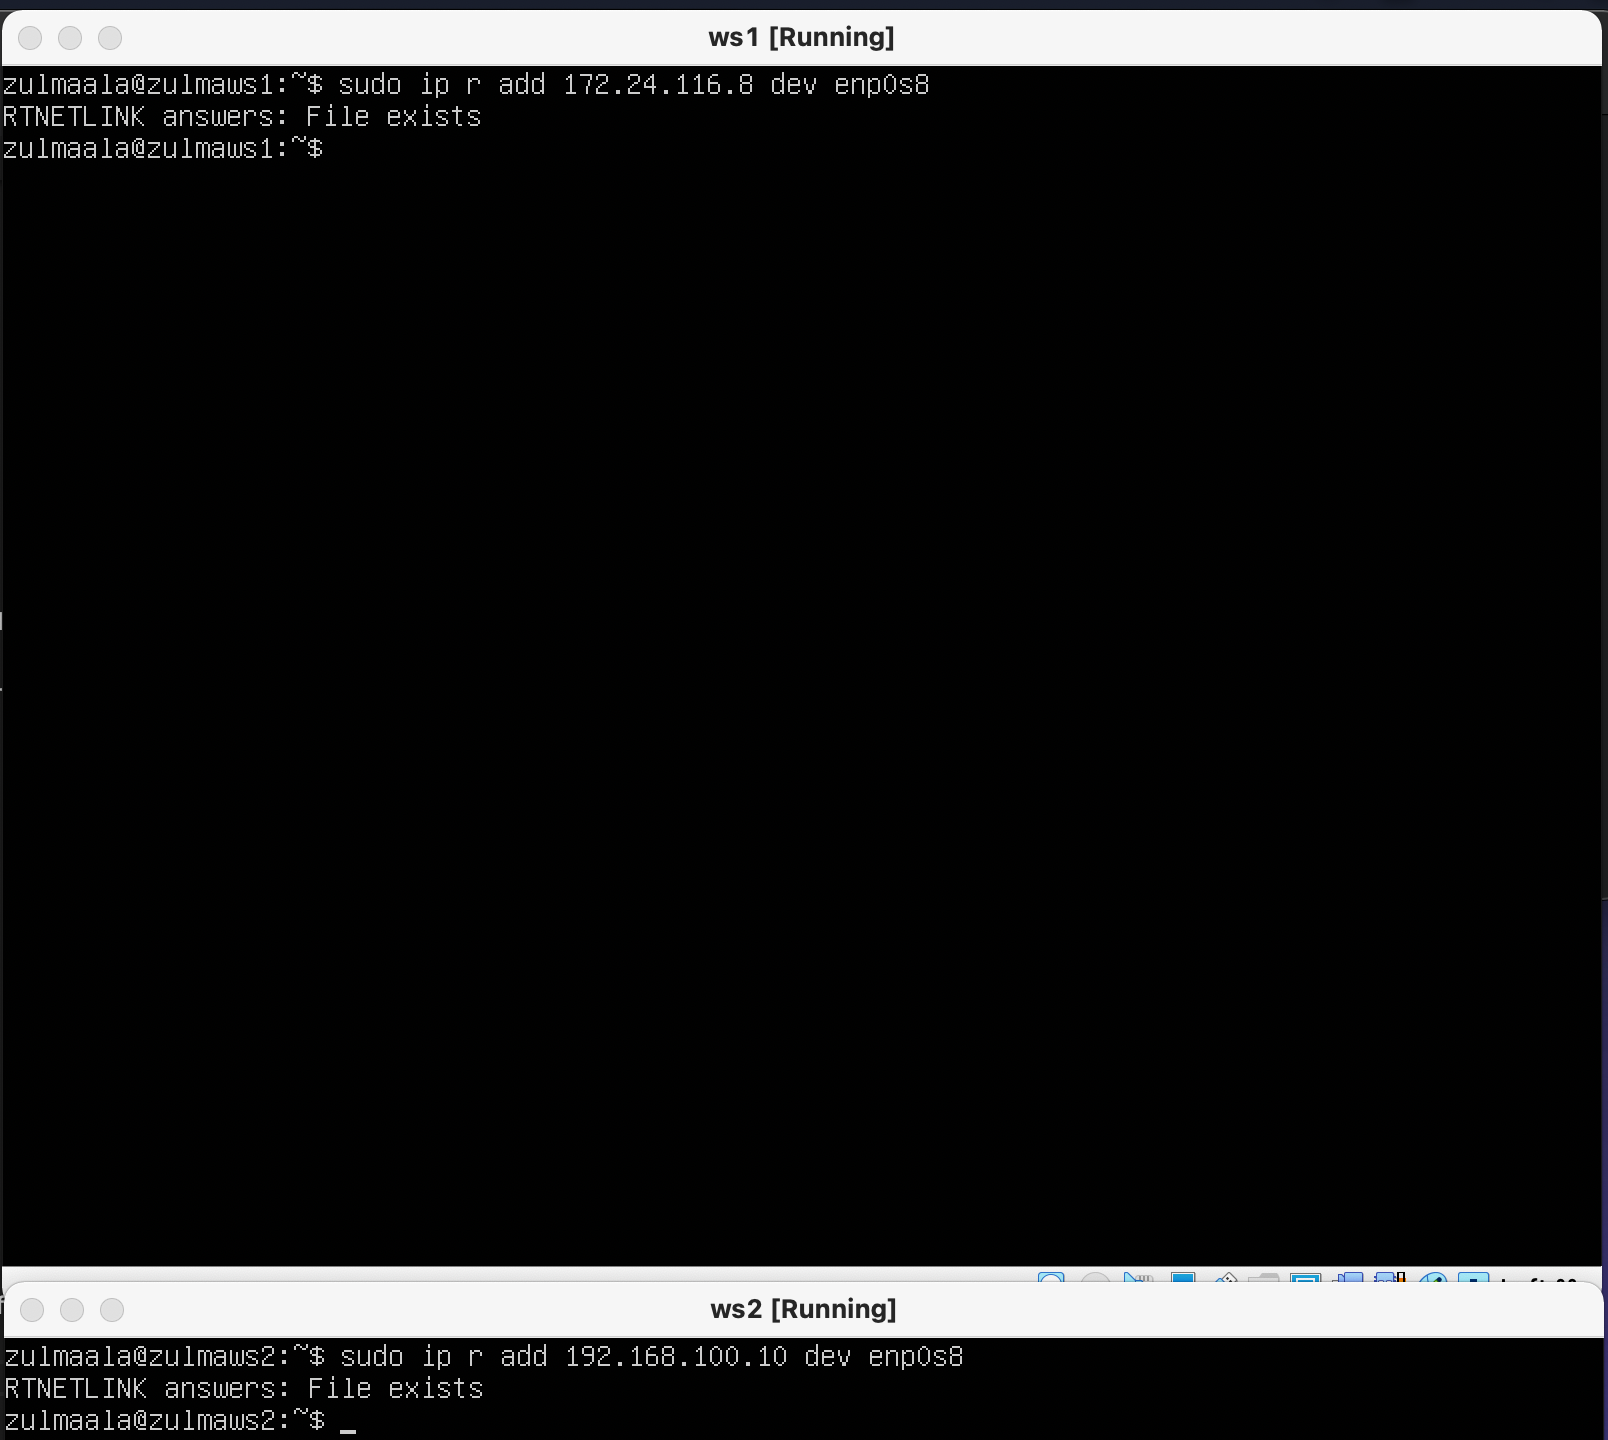 ws1 [Running]
zulmaala@zulmaws1:~$ sudo ip r add 172.24.116.8 dev enp0s8
RTNETLINK answers: File exists
zulmaala@zulmaws1:~$
ws2 [Running]
zulmaala@zulmaws2:~$ sudo ip r add 192.168.100.10 dev enp0s8
RTNETLINK answers: File exists
zulmaala@zulmaws2:~$ _